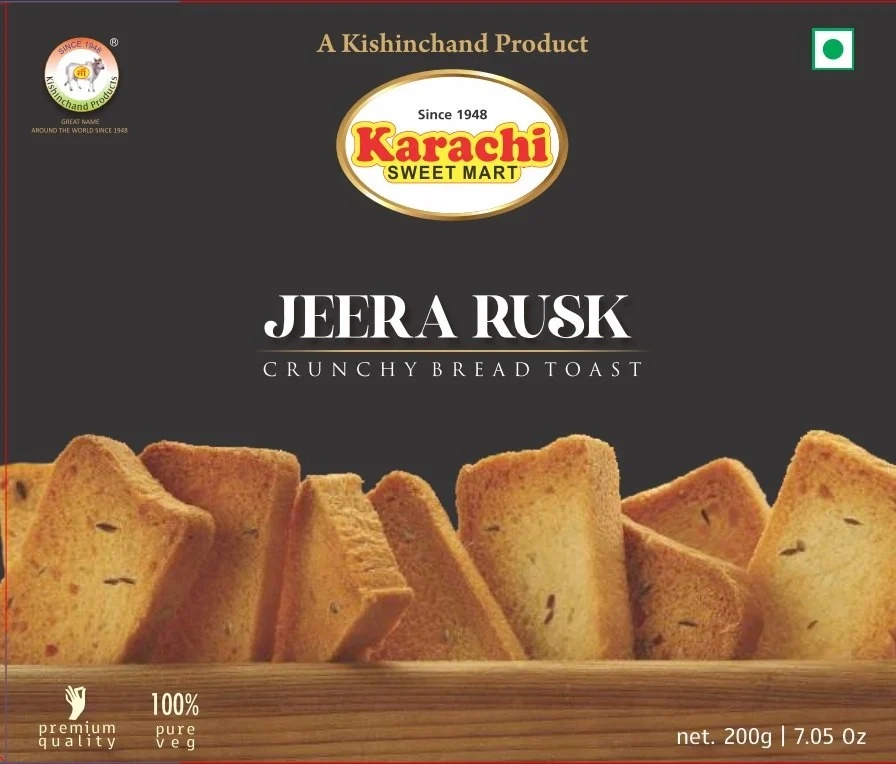 SINCE 1948
®
श्री
Kishinchand Products
GREAT NAME
AROUND THE WORLD SINCE 1948
A Kishinchand Product
Since 1948
Karachi
SWEET MART
JEERA RUSK
CRUNCHY BREAD TOAST
premium
quality
100%
pure
veg
net. 200g | 7.05 Oz